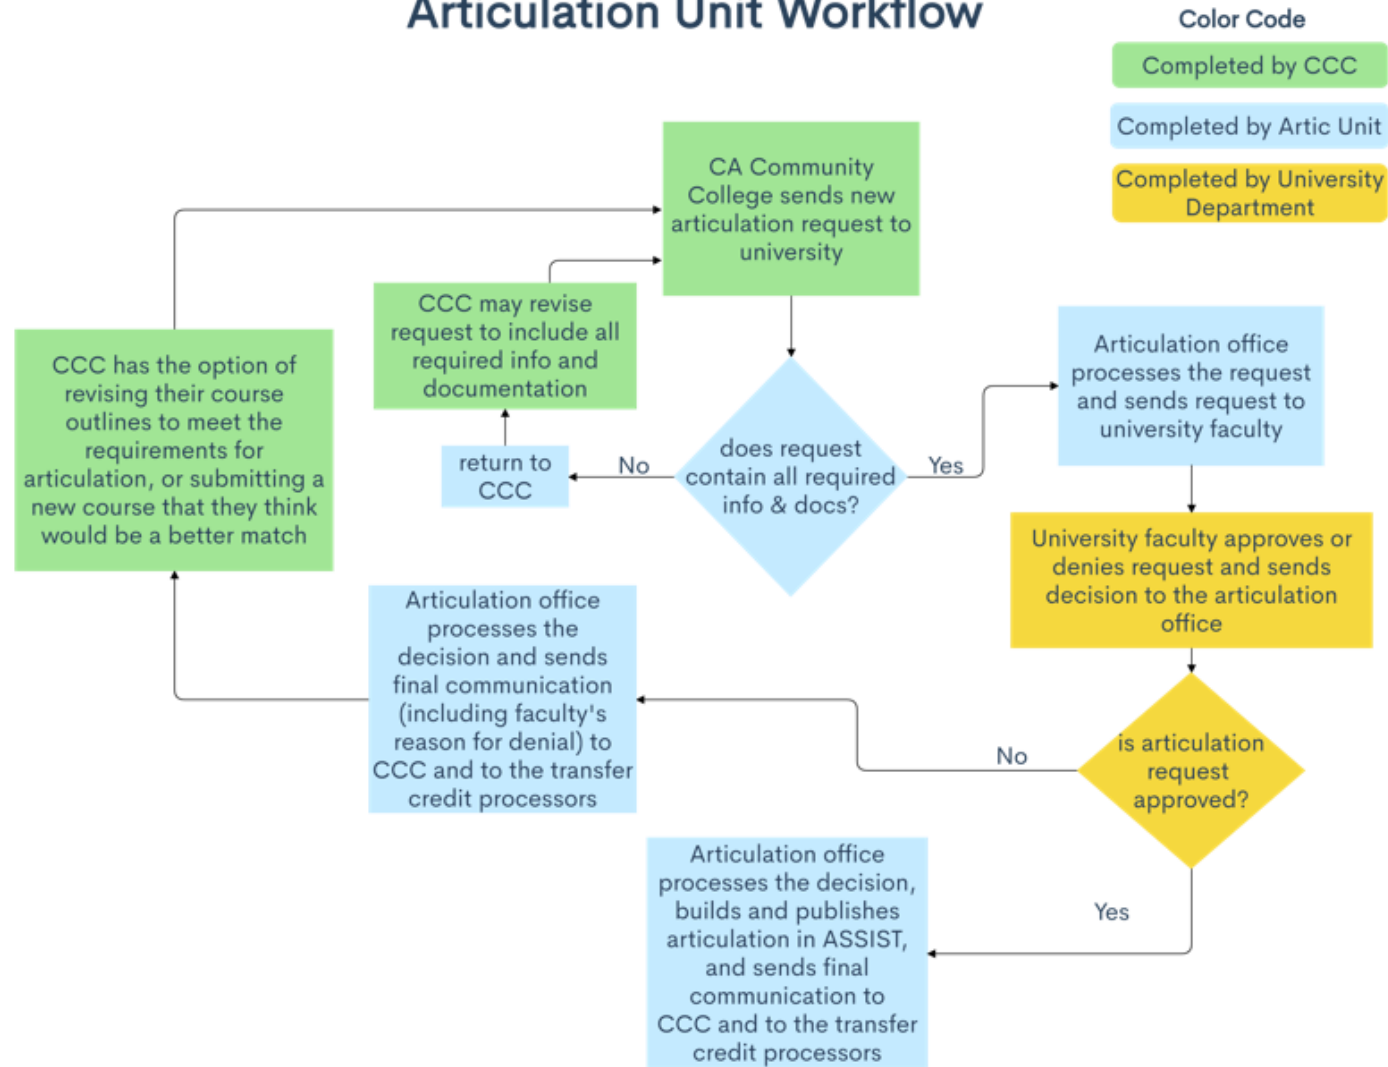 Articulation Unit Workflow
Color Code
Completed by CCC
Completed by Artic Unit
Completed by University
Department
CA Community
College sends new
articulation request to
university
CCC may revise
request to include all
required info and
documentation
CCC has the option of
revising their course
outlines to meet the
requirements for
articulation, or submitting a
new course that they think
would be a better match
return to
CCC
No
does request
contain all required
info & docs?
Yes
Articulation office
processes the request
and sends request to
university faculty
University faculty approves or
denies request and sends
decision to the articulation
office
is articulation
request
approved?
No
Articulation office
processes the
decision and sends
final communication
(including faculty's
reason for denial) to
CCC and to the transfer
credit processors
Yes
Articulation office
processes the decision,
builds and publishes
articulation in ASSIST,
and sends final
communication to
CCC and to the transfer
credit processors